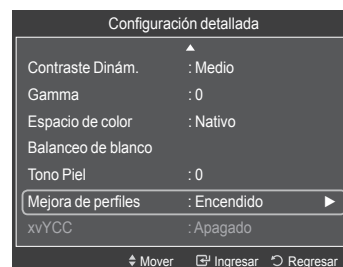 Configuración detallada
Contraste Dinám. : Medio
Gamma : 0
Espacio de color : Nativo
Balanceo de blanco
Tono Piel : 0
Mejora de perfiles : Encendido
xvYCC : Apagado
Mover Ingresar Regresar